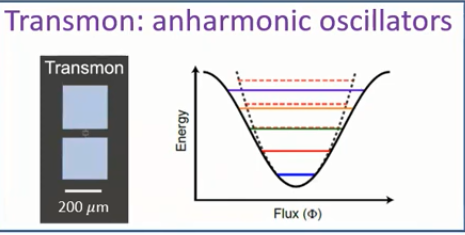 Transmon: anharmonic oscillators
Transmon
200 μm
Energy
Flux (Φ)